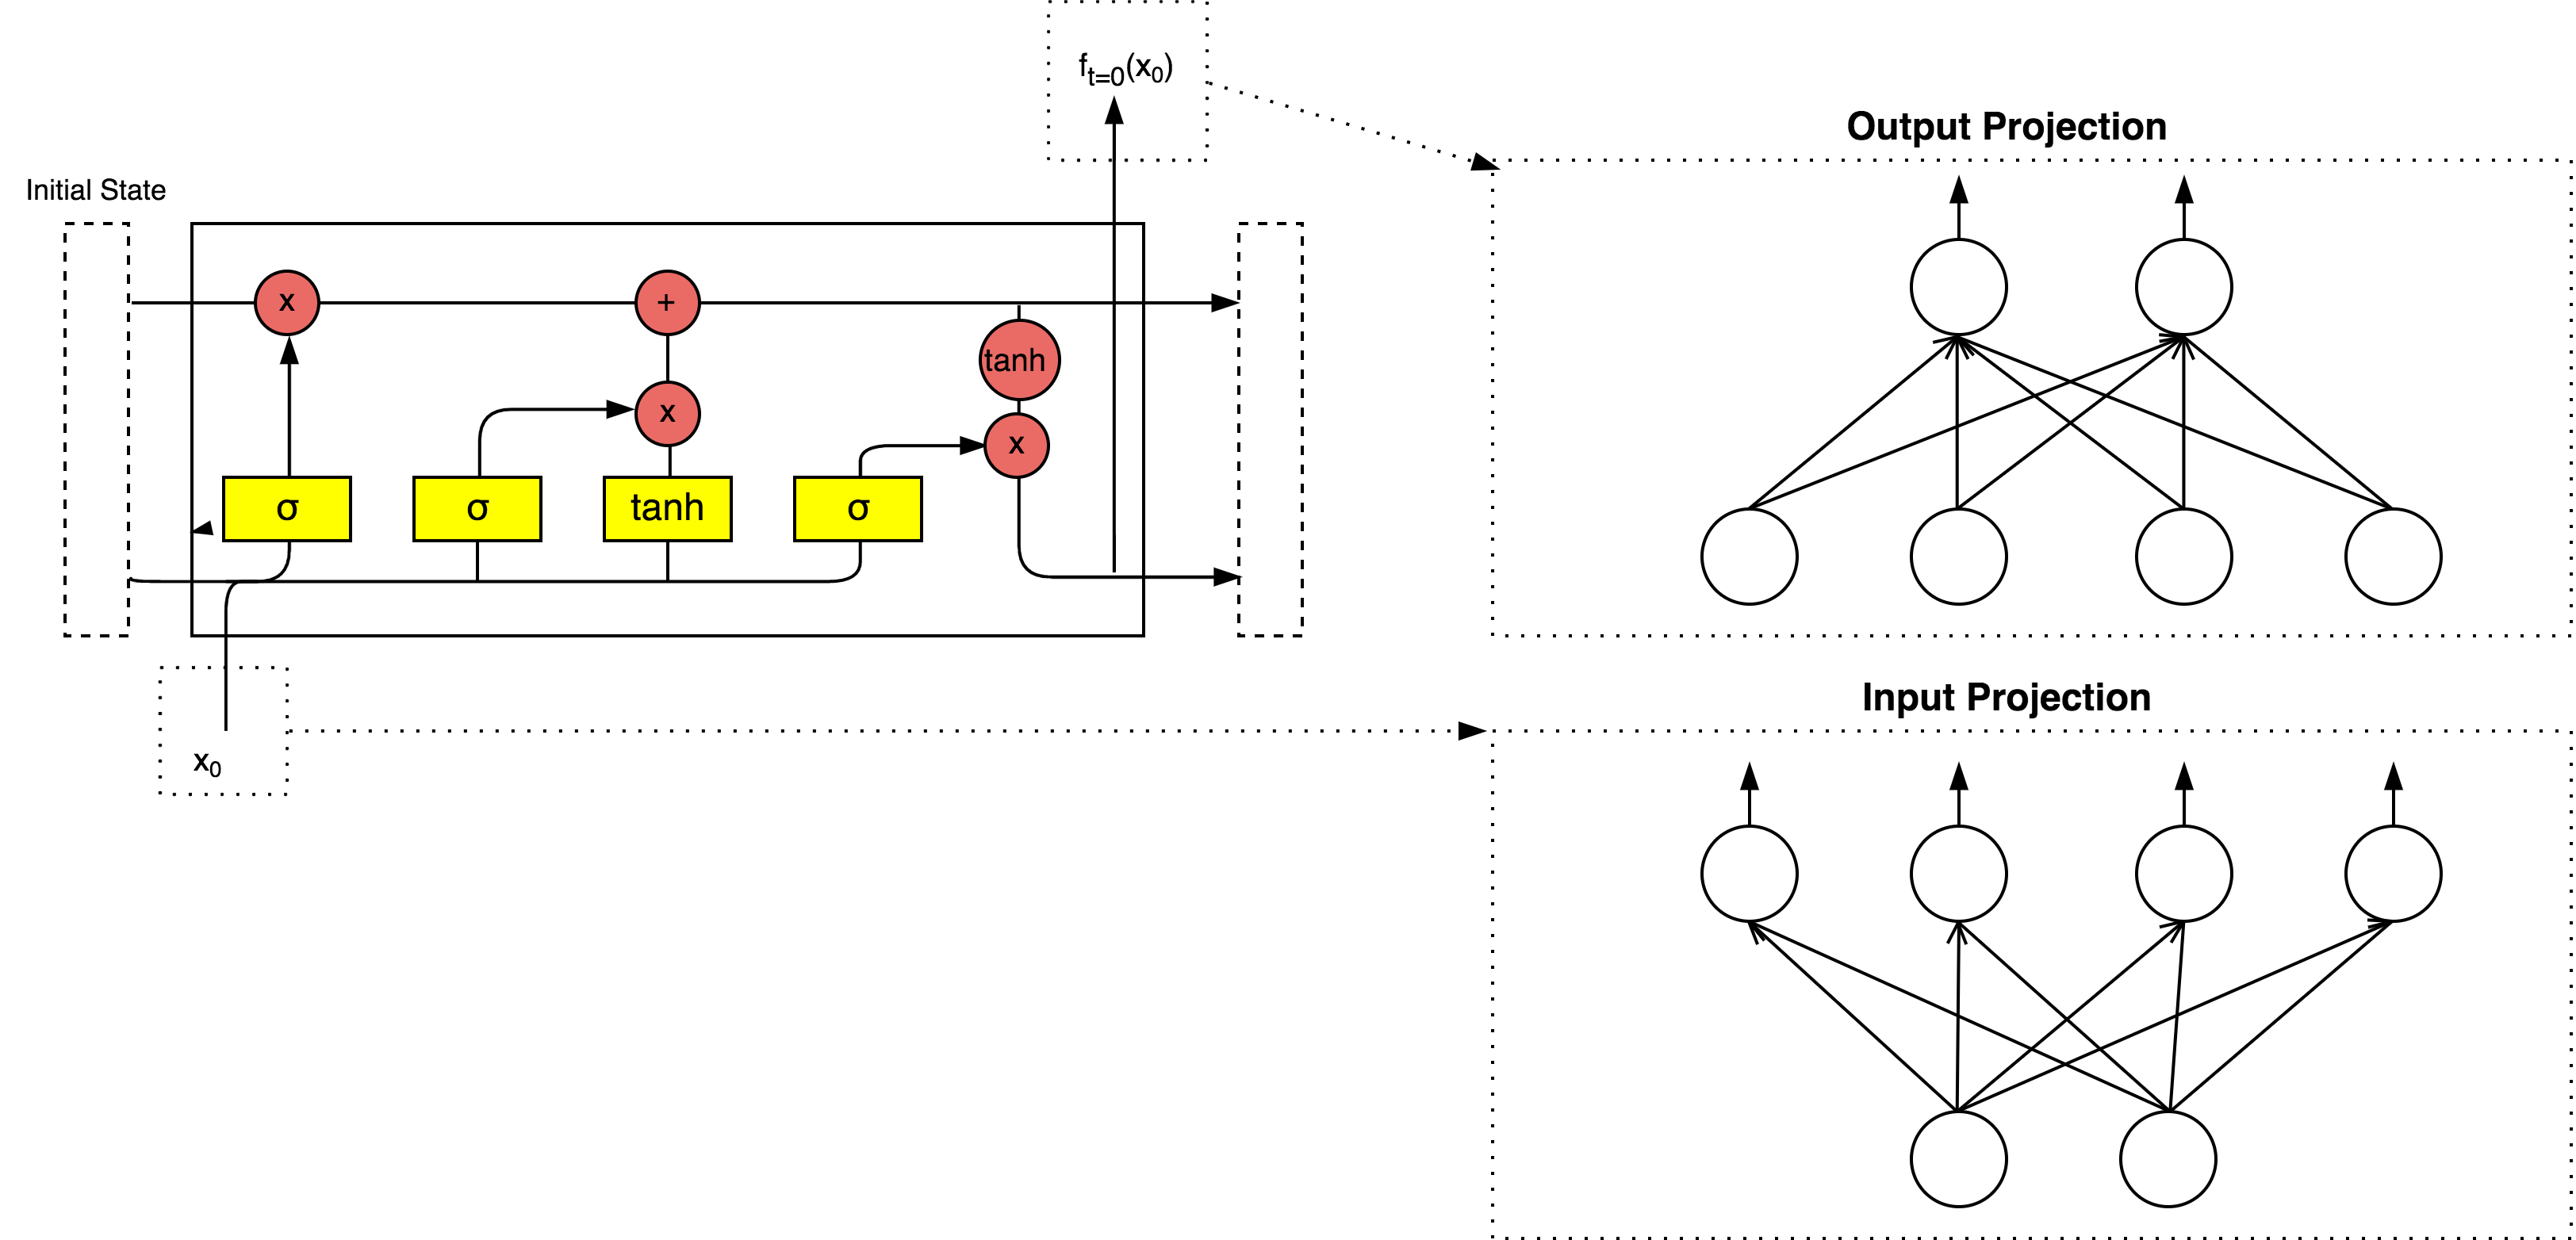 f_{t=0}(x_0)
Output Projection
Initial State
x
+
tanh
x
x
σ
σ
tanh
σ
Input Projection
x_0